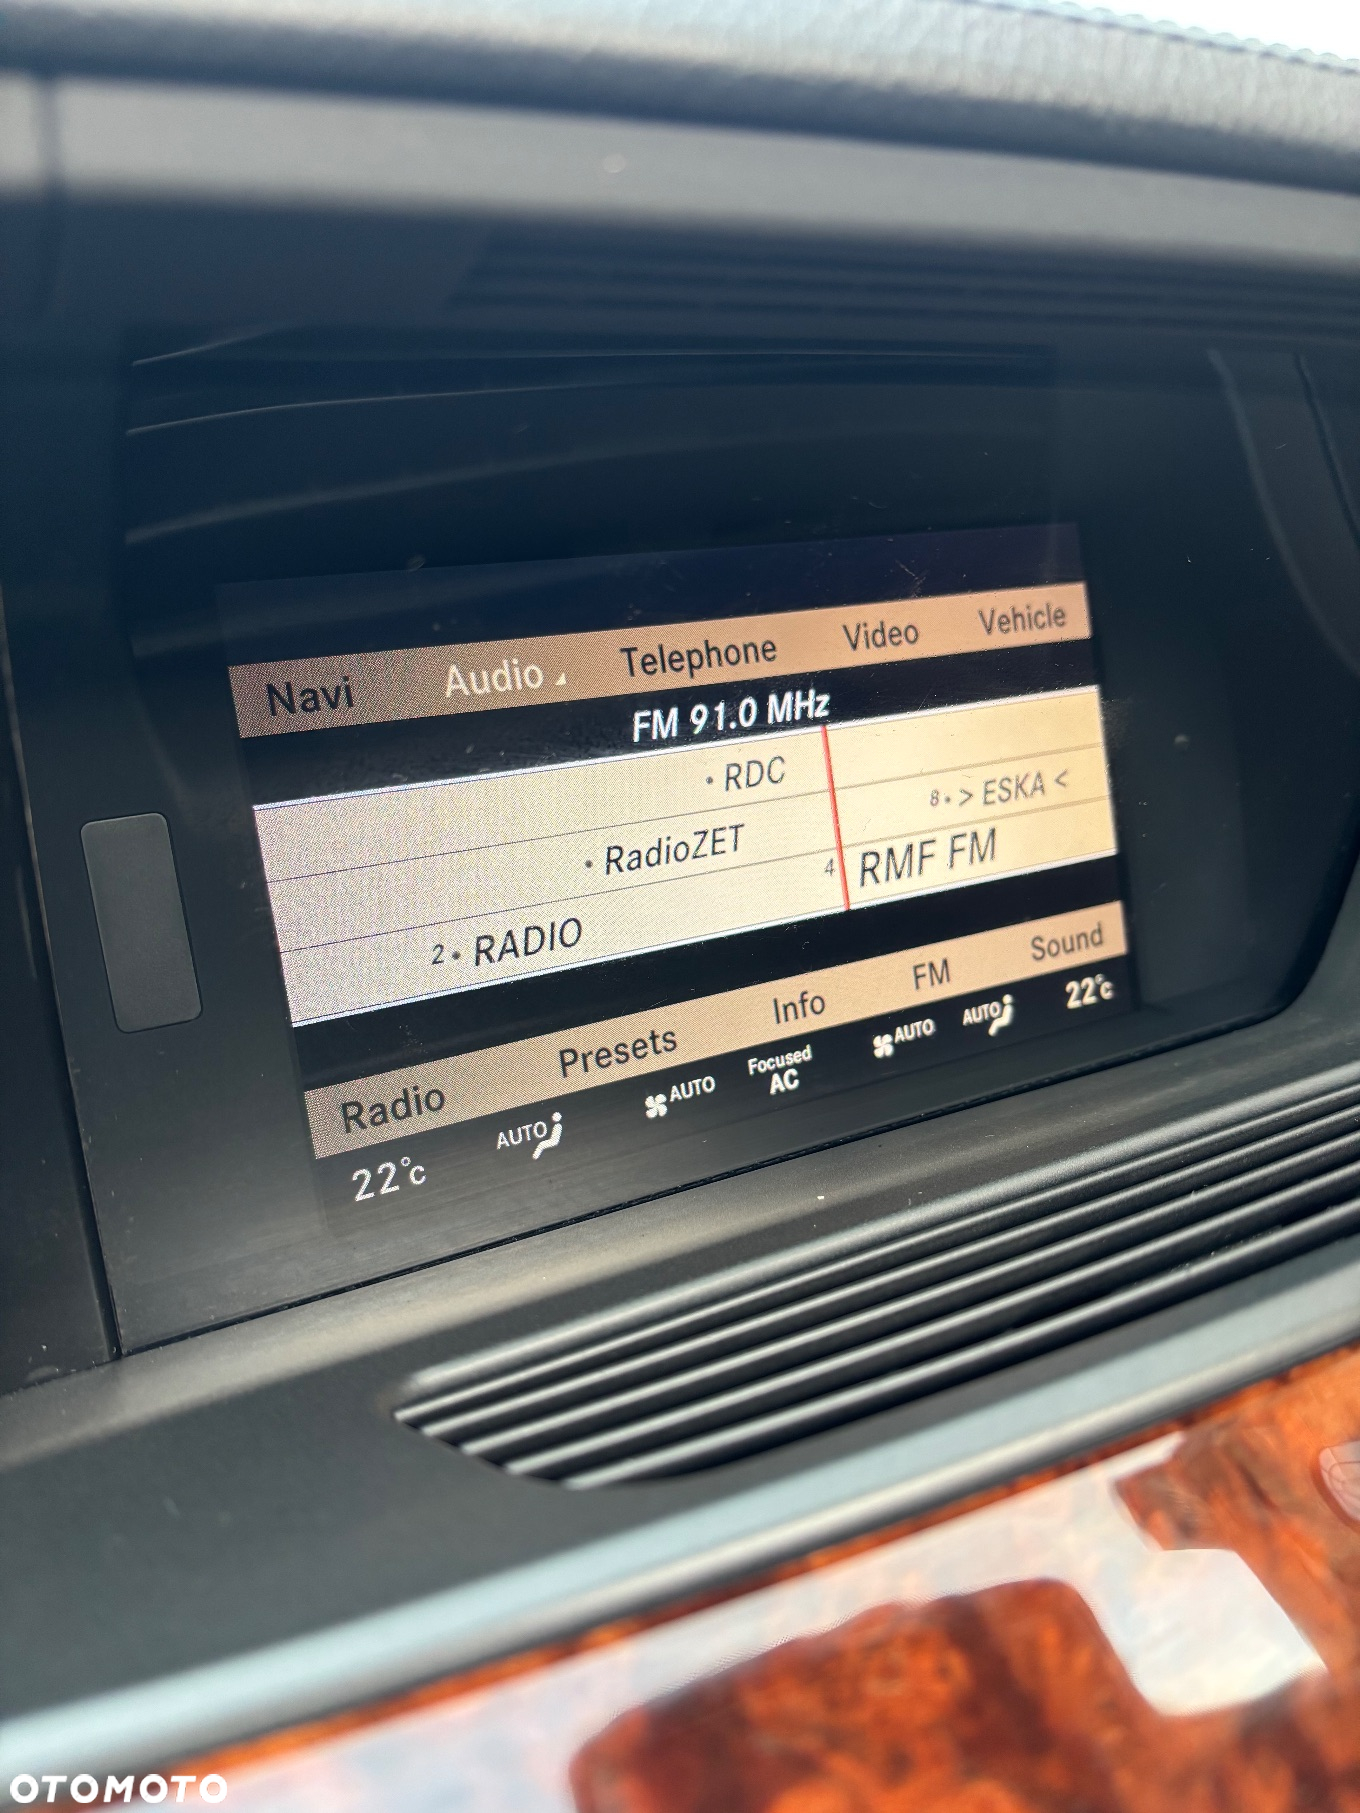 Navi Audio Telephone Video Vehicle
FM 91.0 MHz
• RDC
8 • > ESKA <
• RadioZET
4 RMF FM
2 • RADIO
Radio Presets Info FM Sound
22°C AUTO AUTO Focused AC AUTO AUTO 22°C
OTOMOTO